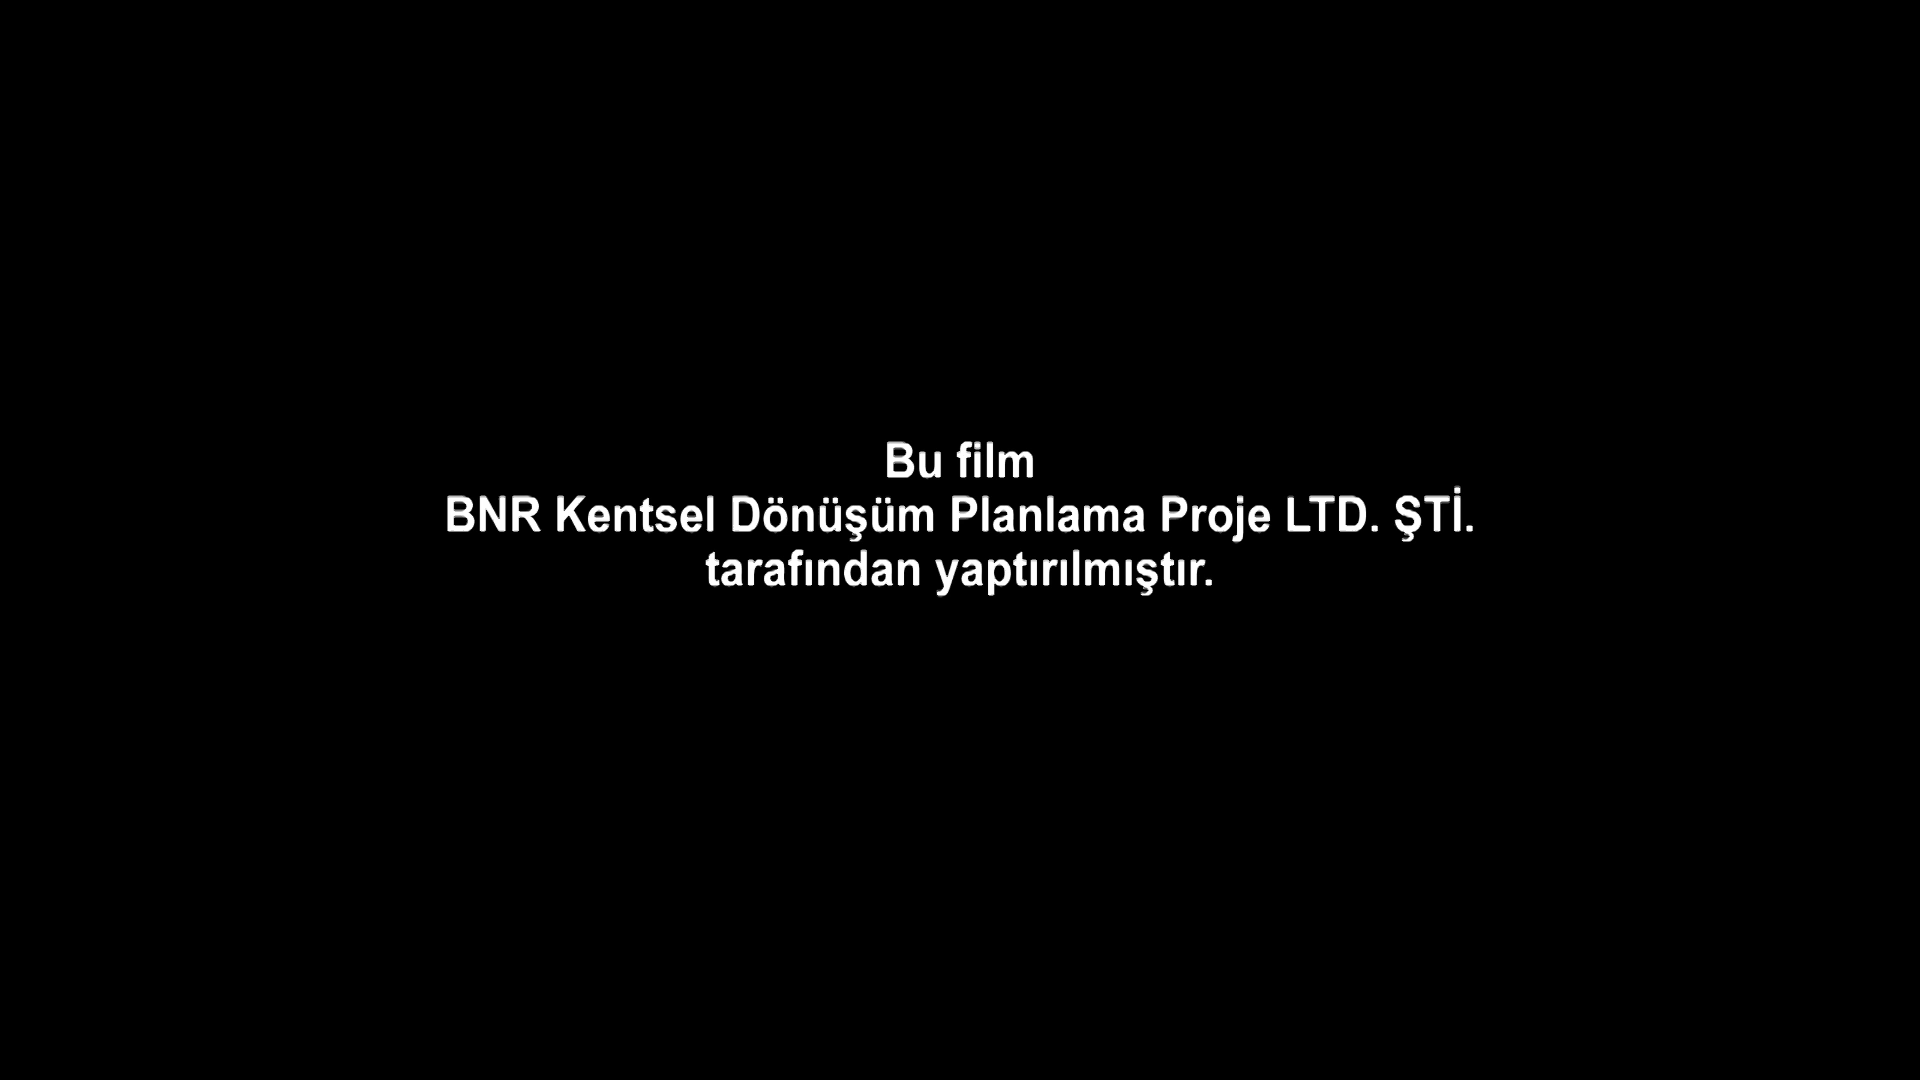 Bu film
BNR Kentsel Dönüşüm Planlama Proje LTD. ŞTİ.
tarafından yaptırılmıştır.